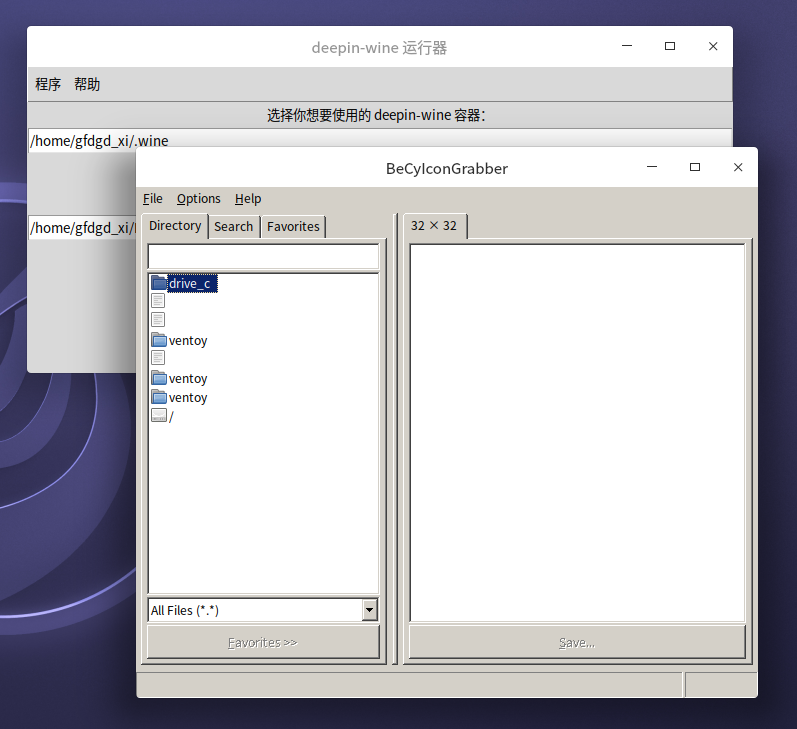 deepin-wine 运行器
程序 帮助
选择你想要使用的 deepin-wine 容器：
/home/gfdgd_xi/.wine
/home/gfdgd_xi/
BeCyIconGrabber
File Options Help
Directory Search Favorites
32 × 32
drive_c
ventoy
ventoy
ventoy
/
All Files (*.*)
Favorites >>
Save...